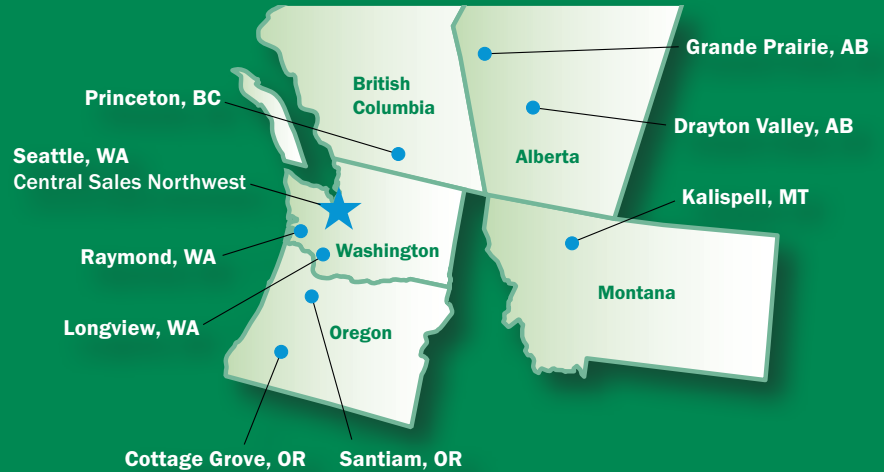 Grande Prairie, AB
British
Columbia
Princeton, BC
Drayton Valley, AB
Alberta
Seattle, WA
Central Sales Northwest
Kalispell, MT
Raymond, WA
Washington
Montana
Longview, WA
Oregon
Cottage Grove, OR
Santiam, OR